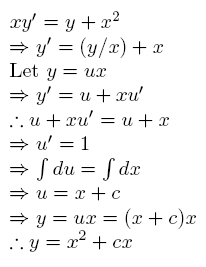 xy′ = y + x²
⇒ y′ = (y/x) + x
Let y = ux
⇒ y′ = u + xu′
∴ u + xu′ = u + x
⇒ u′ = 1
⇒ ∫ du = ∫ dx
⇒ u = x + c
⇒ y = ux = (x + c)x
∴ y = x² + cx